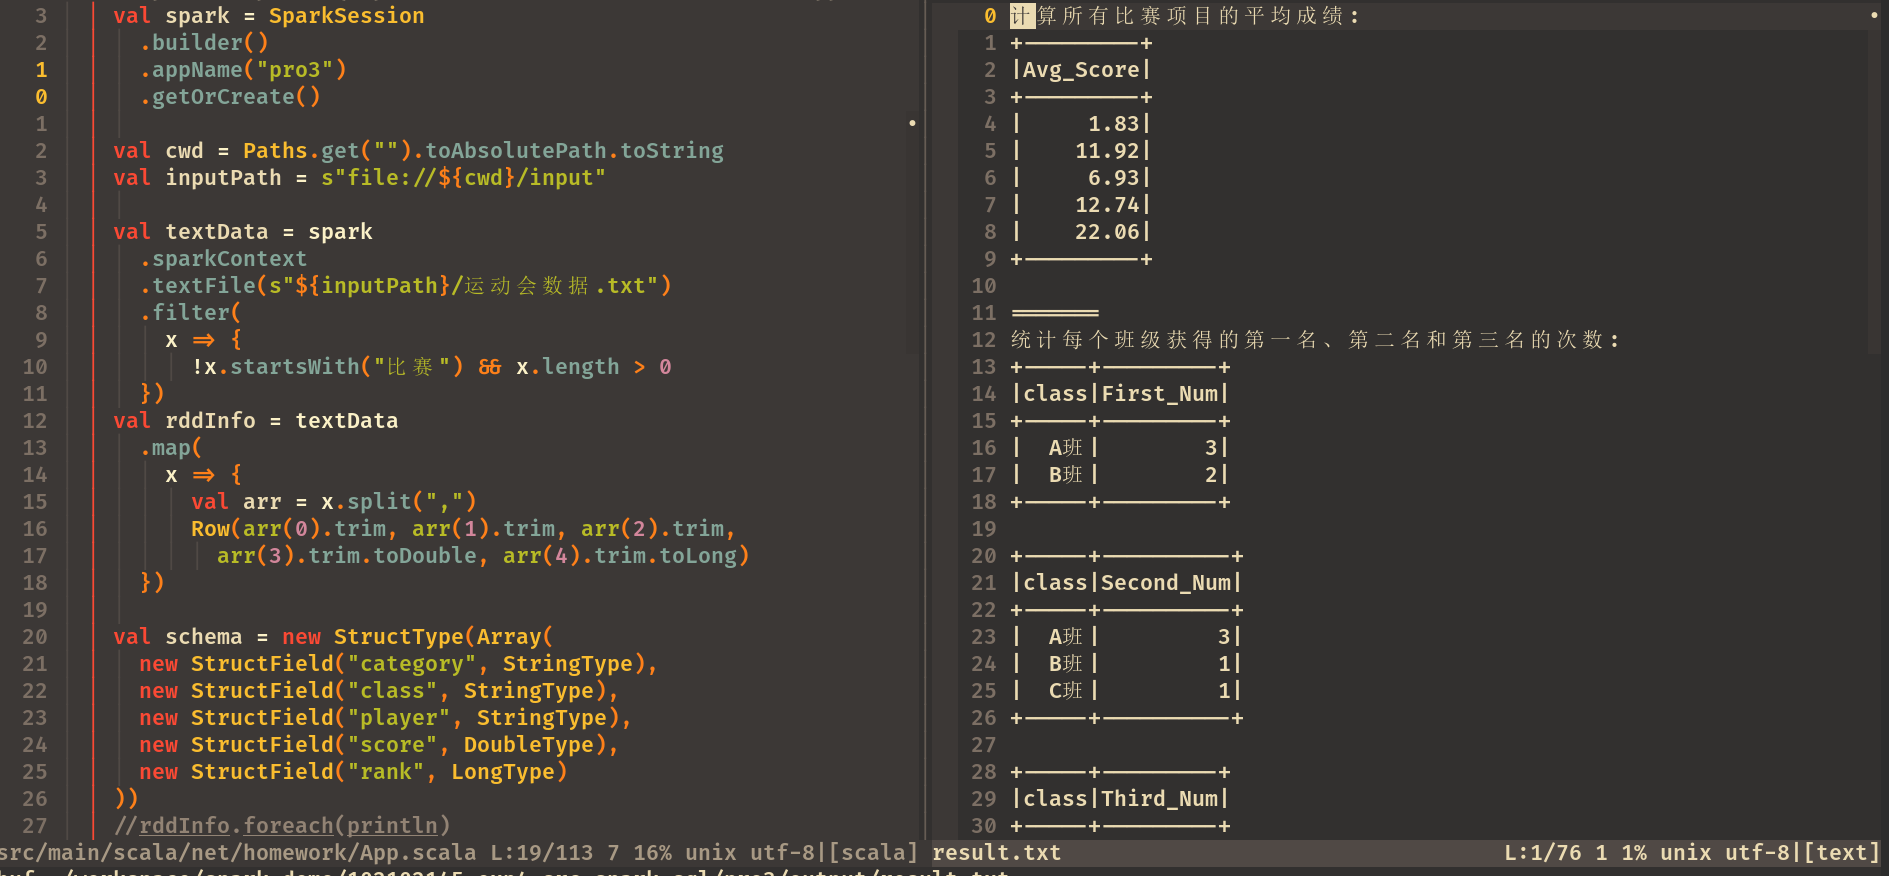 3 val spark = SparkSession
2 .builder()
1 .appName("pro3")
0 .getOrCreate()
1
2 val cwd = Paths.get("").toAbsolutePath.toString
3 val inputPath = s"file://${cwd}/input"
4
5 val textData = spark
6 .sparkContext
7 .textFile(s"${inputPath}/运动会数据.txt")
8 .filter(
9 x => {
10 !x.startsWith("比赛") && x.length > 0
11 })
12 val rddInfo = textData
13 .map(
14 x => {
15 val arr = x.split(",")
16 Row(arr(0).trim, arr(1).trim, arr(2).trim,
17 arr(3).trim.toDouble, arr(4).trim.toLong)
18 })
19
20 val schema = new StructType(Array(
21 new StructField("category", StringType),
22 new StructField("class", StringType),
23 new StructField("player", StringType),
24 new StructField("score", DoubleType),
25 new StructField("rank", LongType)
26 ))
27 //rddInfo.foreach(println)
src/main/scala/net/homework/App.scala L:19/113 7 16% unix utf-8|[scala]
0 计算所有比赛项目的平均成绩:
1 +---------+
2 |Avg_Score|
3 +---------+
4 |     1.83|
5 |    11.92|
6 |     6.93|
7 |    12.74|
8 |    22.06|
9 +---------+
10
11 =======
12 统计每个班级获得的第一名、第二名和第三名的次数:
13 +-----+---------+
14 |class|First_Num|
15 +-----+---------+
16 |  A班|        3|
17 |  B班|        2|
18 +-----+---------+
19
20 +-----+----------+
21 |class|Second_Num|
22 +-----+----------+
23 |  A班|         3|
24 |  B班|         1|
25 |  C班|         1|
26 +-----+----------+
27
28 +-----+---------+
29 |class|Third_Num|
30 +-----+---------+
result.txt L:1/76 1 1% unix utf-8|[text]